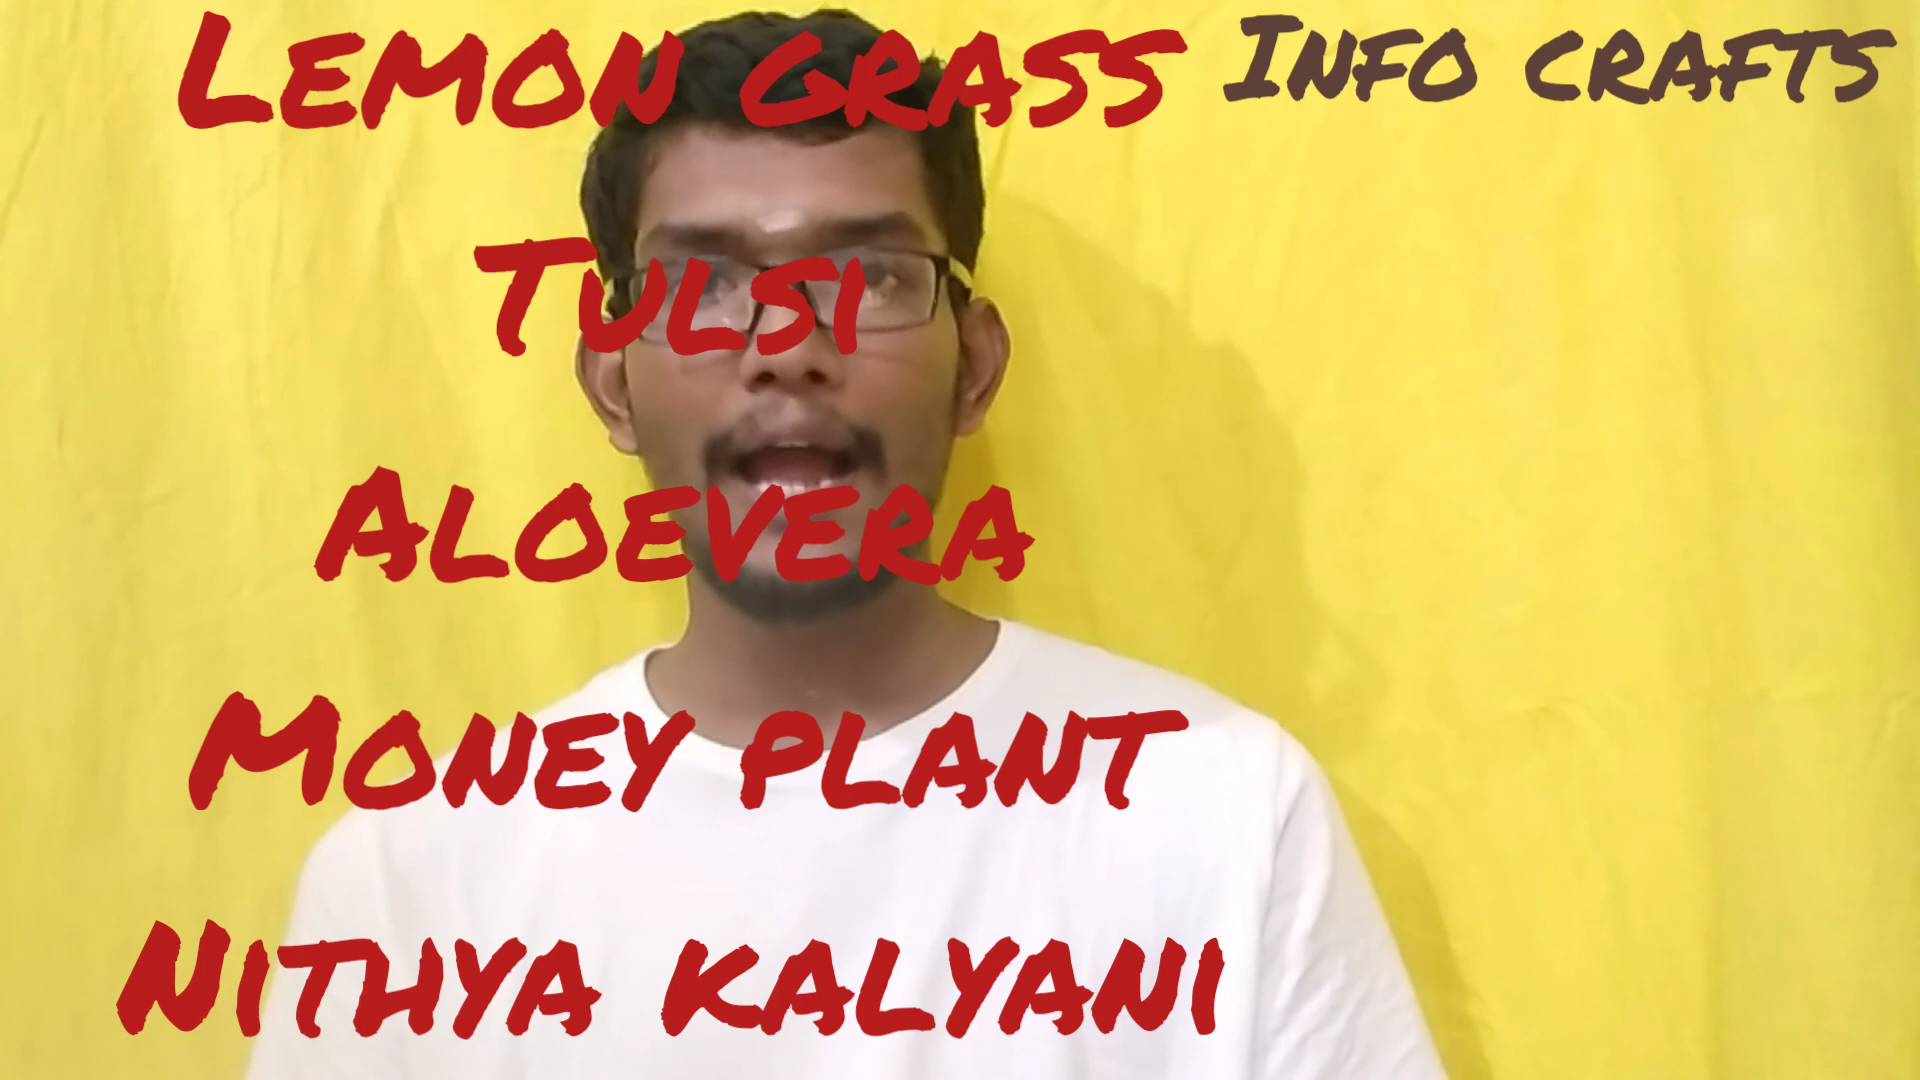 Lemon grass
Info crafts
Tulsi
Aloevera
Money plant
Nithya kalyani